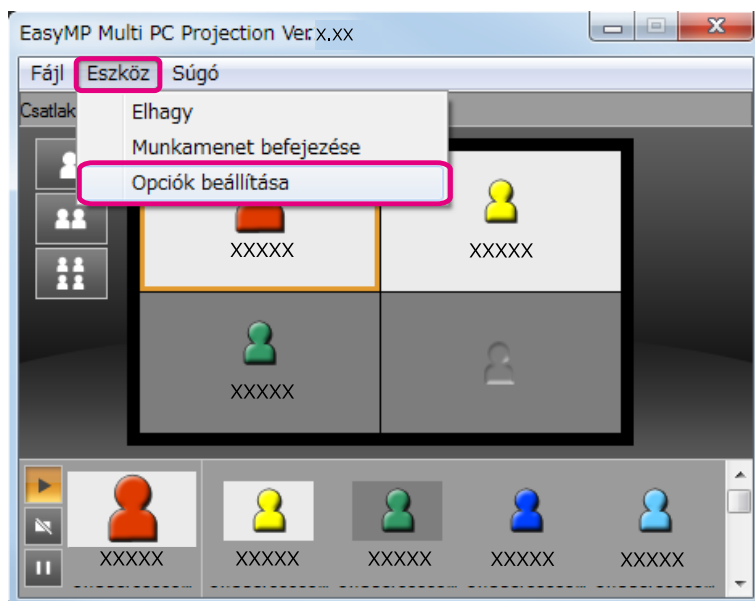 EasyMP Multi PC Projection Ver. x.xx
Fájl Eszköz Súgó
Csatlak
Elhagy
Munkamenet befejezése
Opciók beállítása
XXXXX XXXXX
XXXXX
XXXXX XXXXX XXXXX XXXXX XXXXX